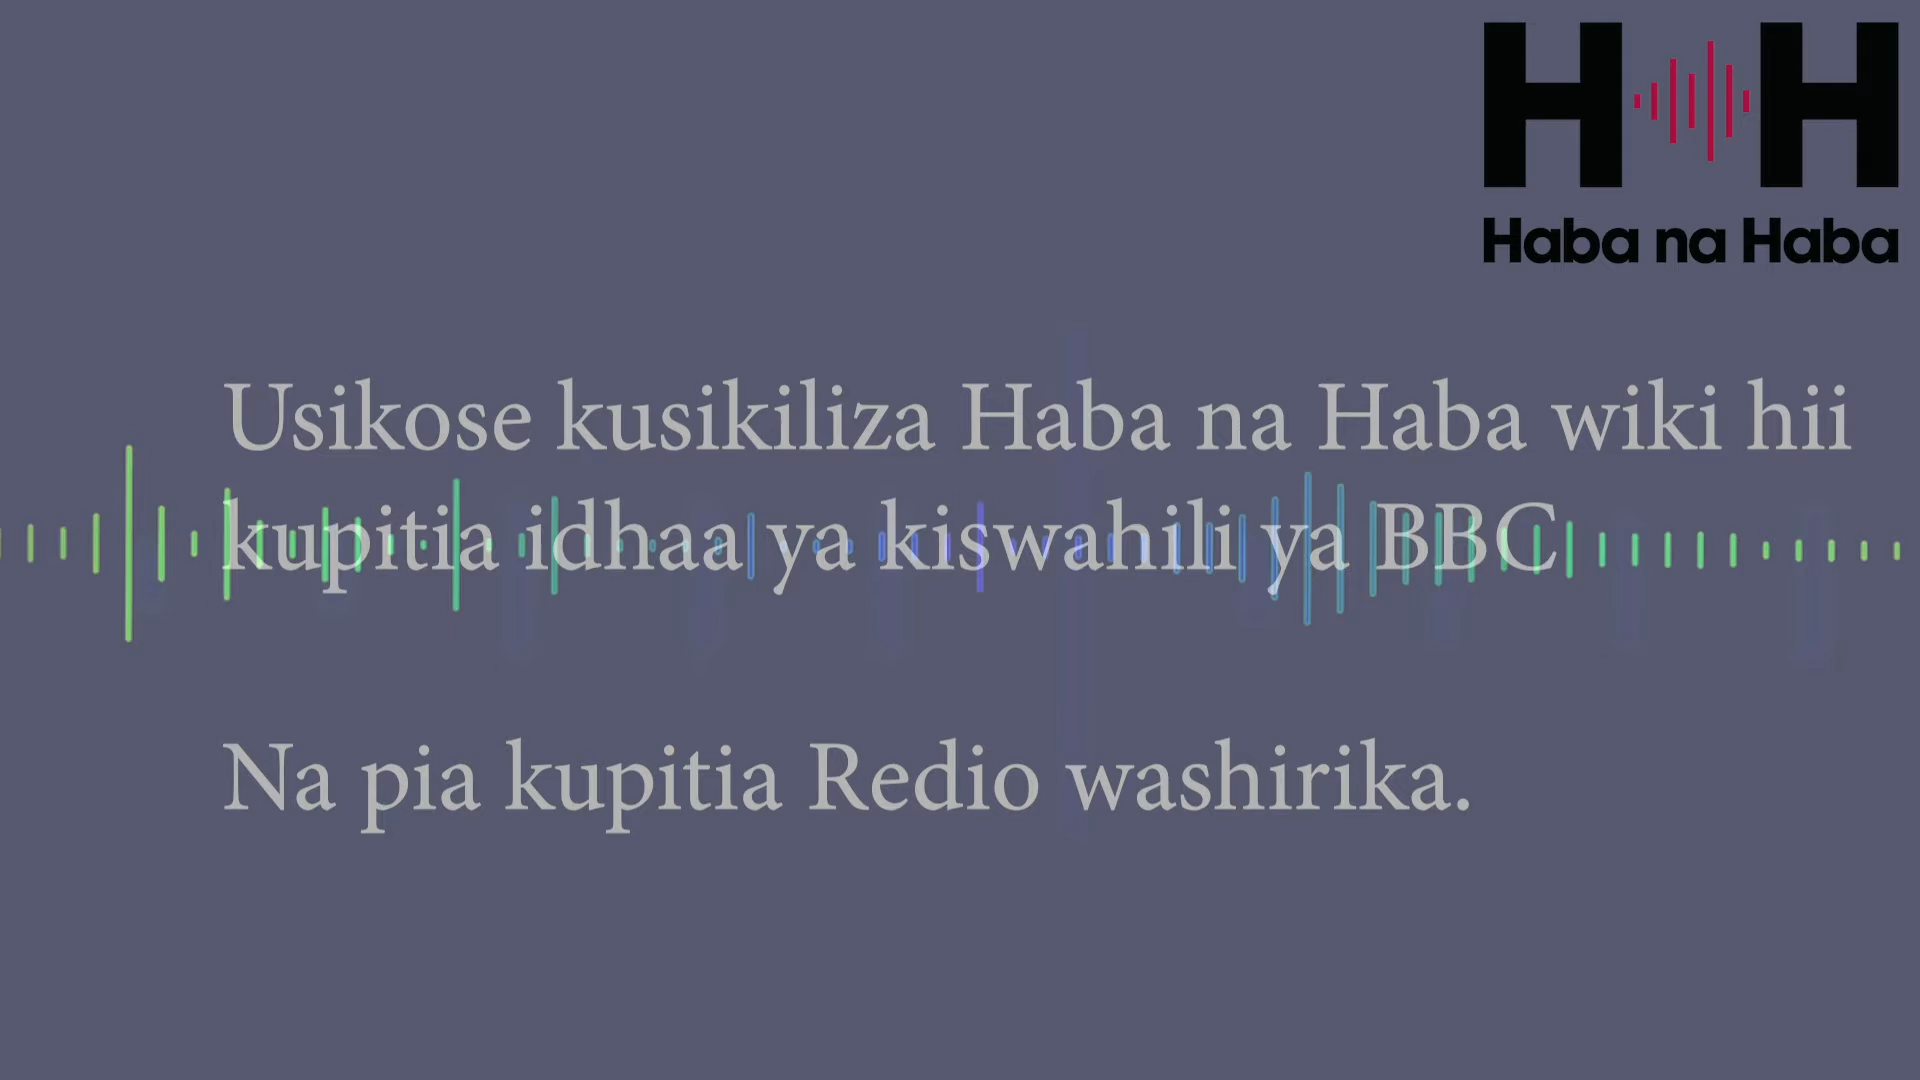 H H
Haba na Haba
Usikose kusikiliza Haba na Haba wiki hii
kupitia idhaa ya kiswahili ya BBC
Na pia kupitia Redio washirika.